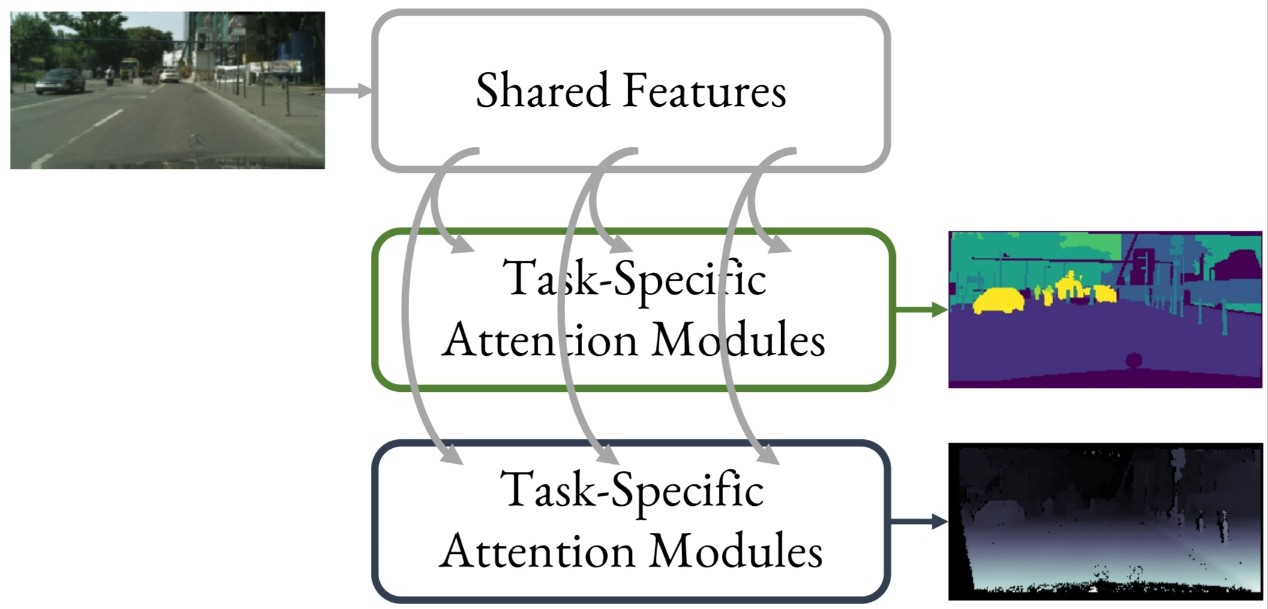 Shared Features
Task-Specific
Attention Modules
Task-Specific
Attention Modules